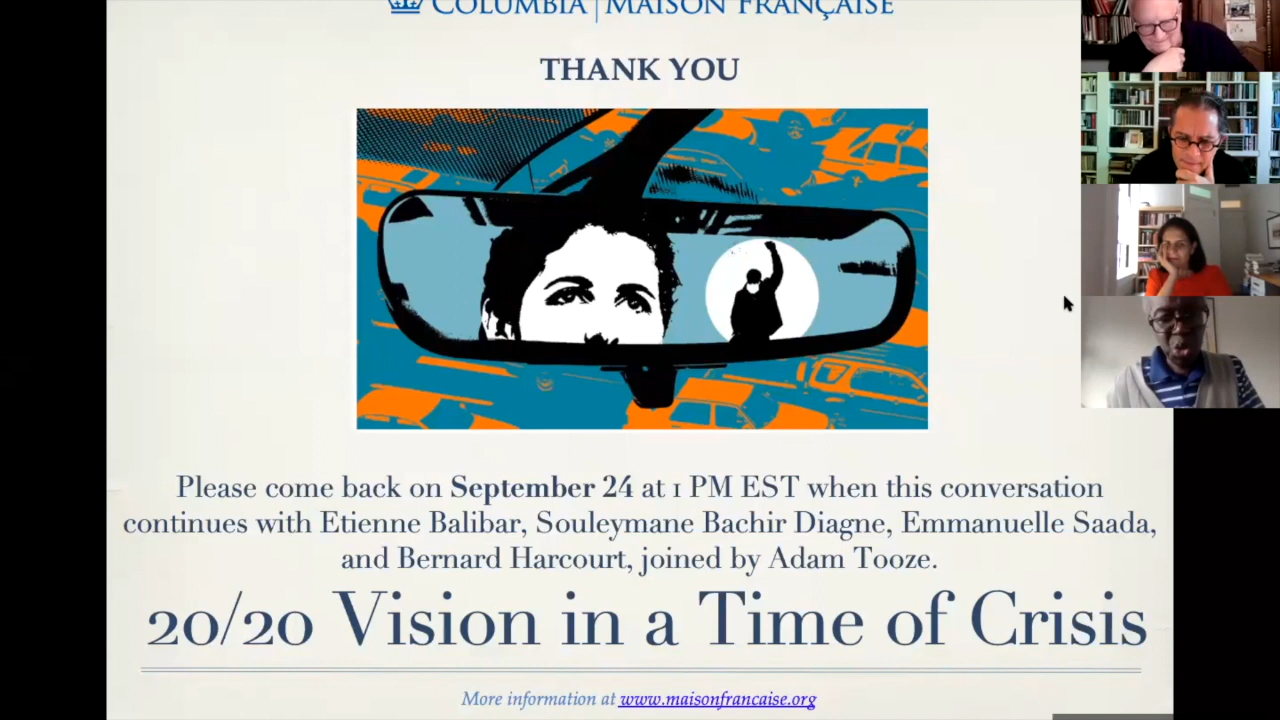 COLUMBIA | MAISON FRANÇAISE
THANK YOU
Please come back on September 24 at 1 PM EST when this conversation
continues with Etienne Balibar, Souleymane Bachir Diagne, Emmanuelle Saada,
and Bernard Harcourt, joined by Adam Tooze.
20/20 Vision in a Time of Crisis
More information at www.maisonfrancaise.org